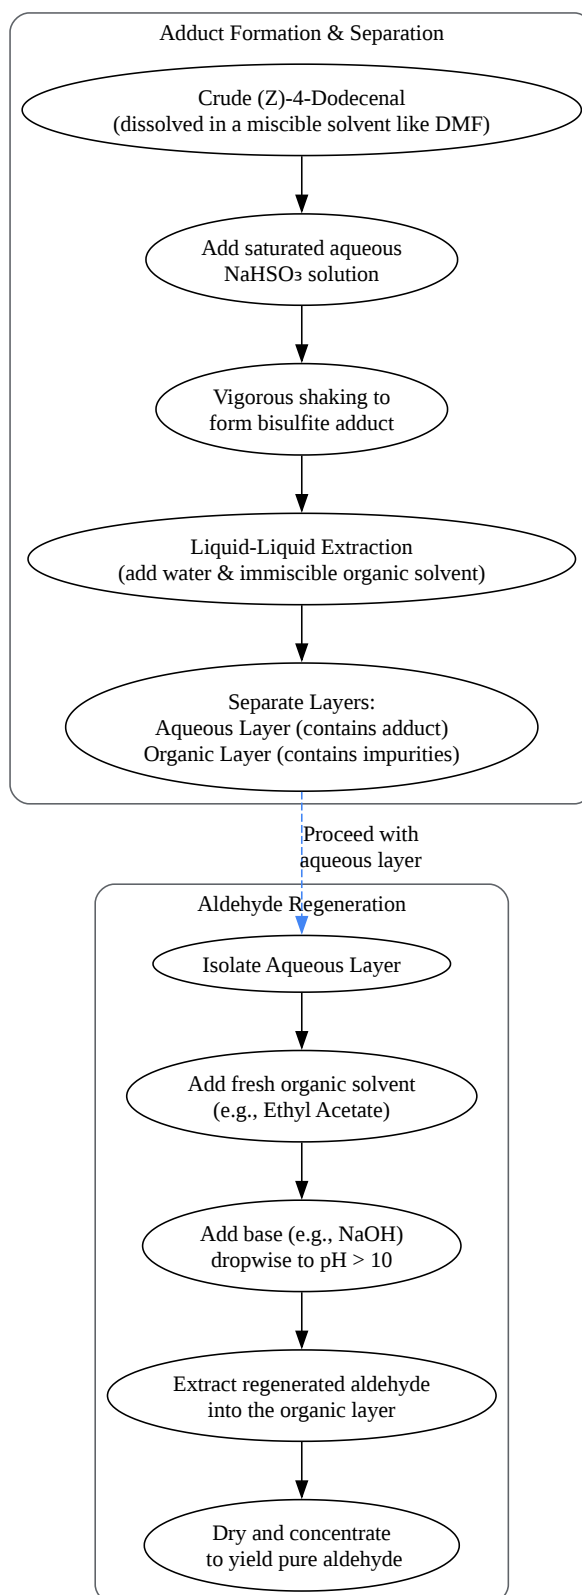 Adduct Formation & Separation
Crude (Z)-4-Dodecenal
(dissolved in a miscible solvent like DMF)
Add saturated aqueous
NaHSO₃ solution
Vigorous shaking to
form bisulfite adduct
Liquid-Liquid Extraction
(add water & immiscible organic solvent)
Separate Layers:
Aqueous Layer (contains adduct)
Organic Layer (contains impurities)
Proceed with
aqueous layer
Aldehyde Regeneration
Isolate Aqueous Layer
Add fresh organic solvent
(e.g., Ethyl Acetate)
Add base (e.g., NaOH)
dropwise to pH > 10
Extract regenerated aldehyde
into the organic layer
Dry and concentrate
to yield pure aldehyde